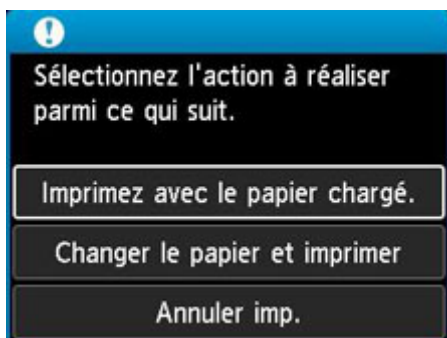 Sélectionnez l'action à réaliser
parmi ce qui suit.
Imprimez avec le papier chargé.
Changer le papier et imprimer
Annuler imp.